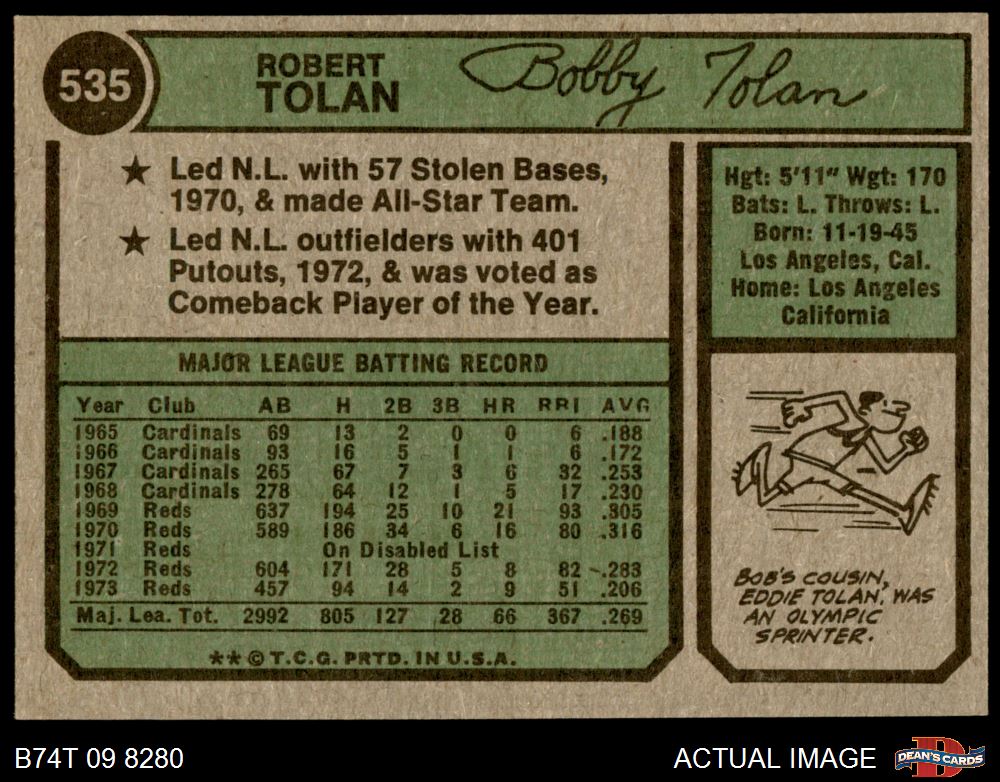 535
ROBERT
TOLAN
Bobby Tolan
★ Led N.L. with 57 Stolen Bases,
1970, & made All-Star Team.
★ Led N.L. outfielders with 401
Putouts, 1972, & was voted as
Comeback Player of the Year.
Hgt: 5'11" Wgt: 170
Bats: L. Throws: L.
Born: 11-19-45
Los Angeles, Cal.
Home: Los Angeles
California
MAJOR LEAGUE BATTING RECORD
Year Club AB H 2B 3B HR RBI AVG
1965 Cardinals 69 13 2 0 0 6 .188
1966 Cardinals 93 16 5 1 1 6 .172
1967 Cardinals 265 67 7 3 6 32 .253
1968 Cardinals 278 64 12 1 5 17 .230
1969 Reds 637 194 25 10 21 93 .305
1970 Reds 589 186 34 6 16 80 .316
1971 Reds On Disabled List
1972 Reds 604 171 28 5 8 82 .283
1973 Reds 457 94 14 2 9 51 .206
Maj. Lea. Tot. 2992 805 127 28 66 367 .269
**© T.C.G. PRTD. IN U.S.A.
BOB'S COUSIN,
EDDIE TOLAN, WAS
AN OLYMPIC
SPRINTER.
B74T 09 8280
ACTUAL IMAGE
DEAN'S CARDS